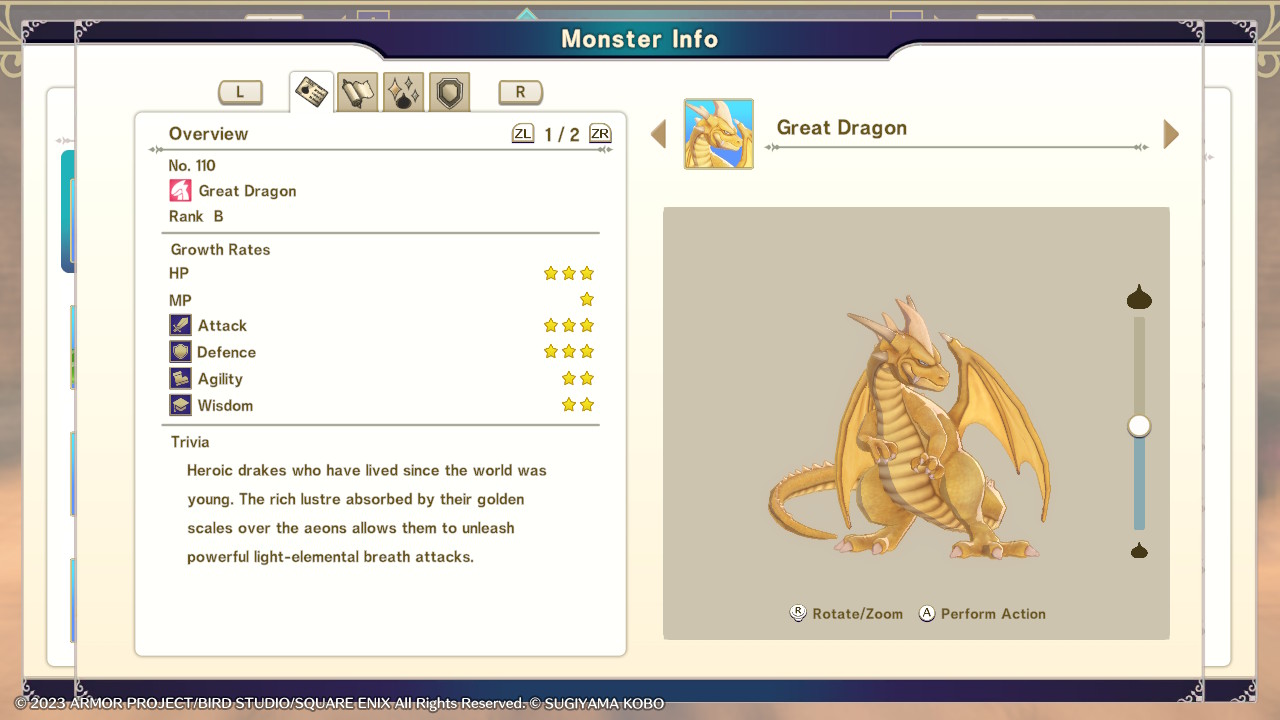 Monster Info
L
R
Overview
ZL 1 / 2 ZR
No. 110
Great Dragon
Rank B
Growth Rates
HP
MP
Attack
Defence
Agility
Wisdom
Trivia
Heroic drakes who have lived since the world was
young. The rich lustre absorbed by their golden
scales over the aeons allows them to unleash
powerful light-elemental breath attacks.
Great Dragon
R Rotate/Zoom A Perform Action
© 2023 ARMOR PROJECT/BIRD STUDIO/SQUARE ENIX All Rights Reserved. © SUGIYAMA KOBO